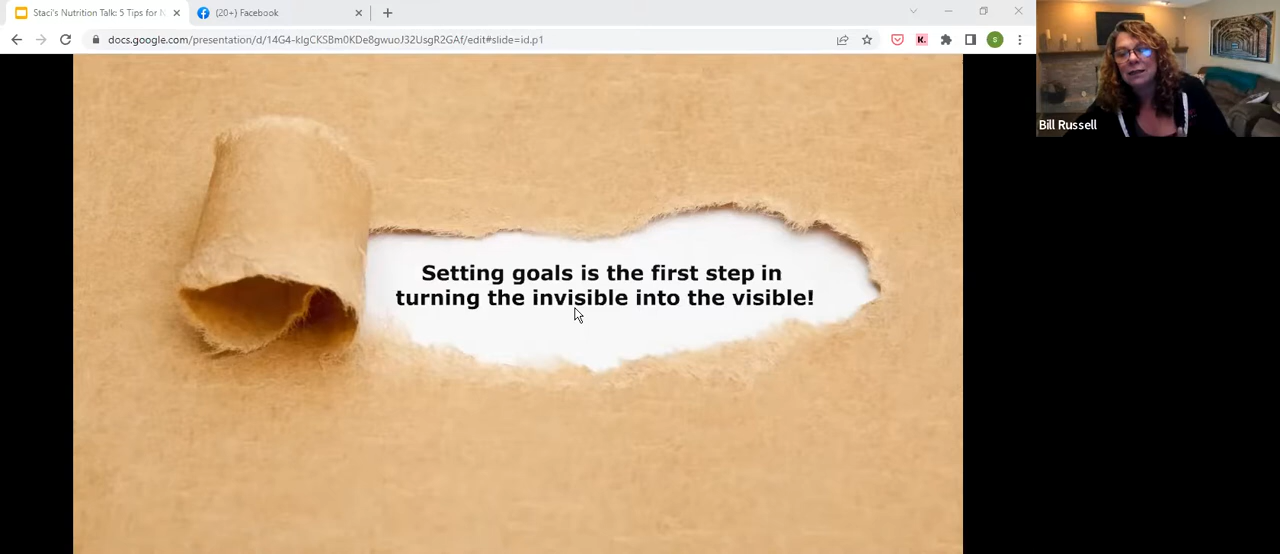 Staci's Nutrition Talk: 5 Tips for N
(20+) Facebook
docs.google.com/presentation/d/14G4-kIgCKSBm0KDe8gwuoJ32UsgR2GAf/edit#slide=id.p1
K.
S
Bill Russell
Setting goals is the first step in
turning the invisible into the visible!